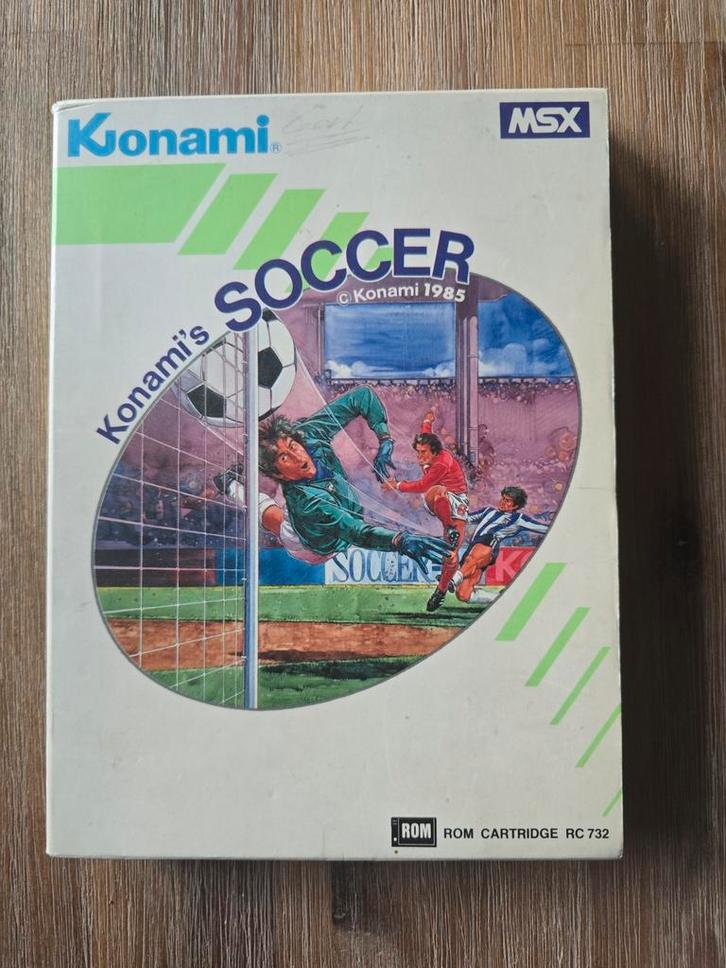 Konami®
MSX
Konami's SOCCER
© Konami 1985
SOCCER
K
ROM
ROM CARTRIDGE RC 732